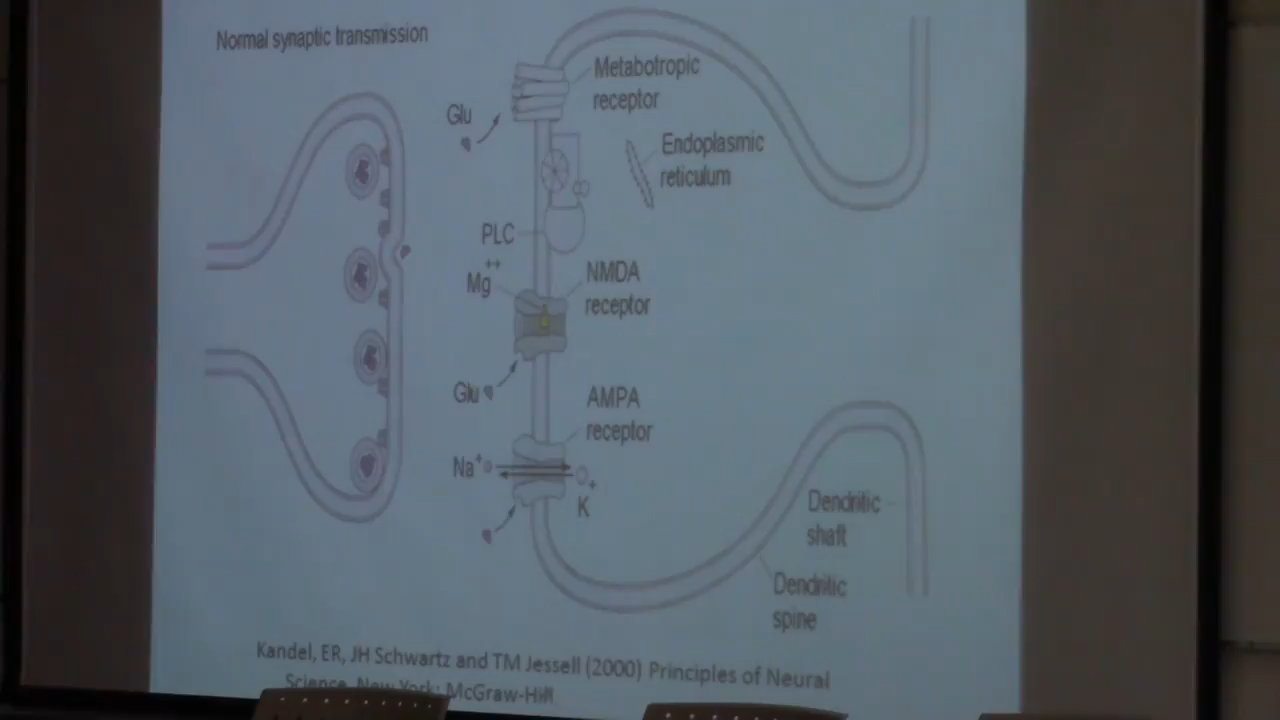 Normal synaptic transmission
Metabotropic
receptor
Glu
Endoplasmic
reticulum
PLC
Mg++
NMDA
receptor
Glu
AMPA
receptor
Na+
K+
Dendritic
shaft
Dendritic
spine
Kandel, ER, JH Schwartz and TM Jessell (2000) Principles of Neural
Science, New York: McGraw-Hill